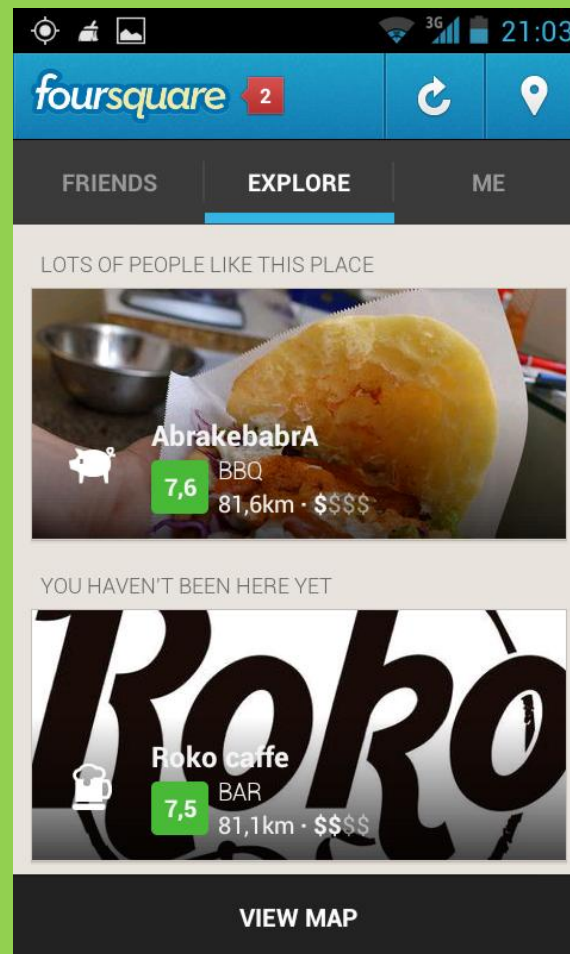 3G 21:03
foursquare 2
FRIENDS EXPLORE ME
LOTS OF PEOPLE LIKE THIS PLACE
AbrakebabrA
7,6 BBQ
81,6km · $$$$
YOU HAVEN'T BEEN HERE YET
Roko
Roko caffe
7,5 BAR
81,1km · $$$$
VIEW MAP